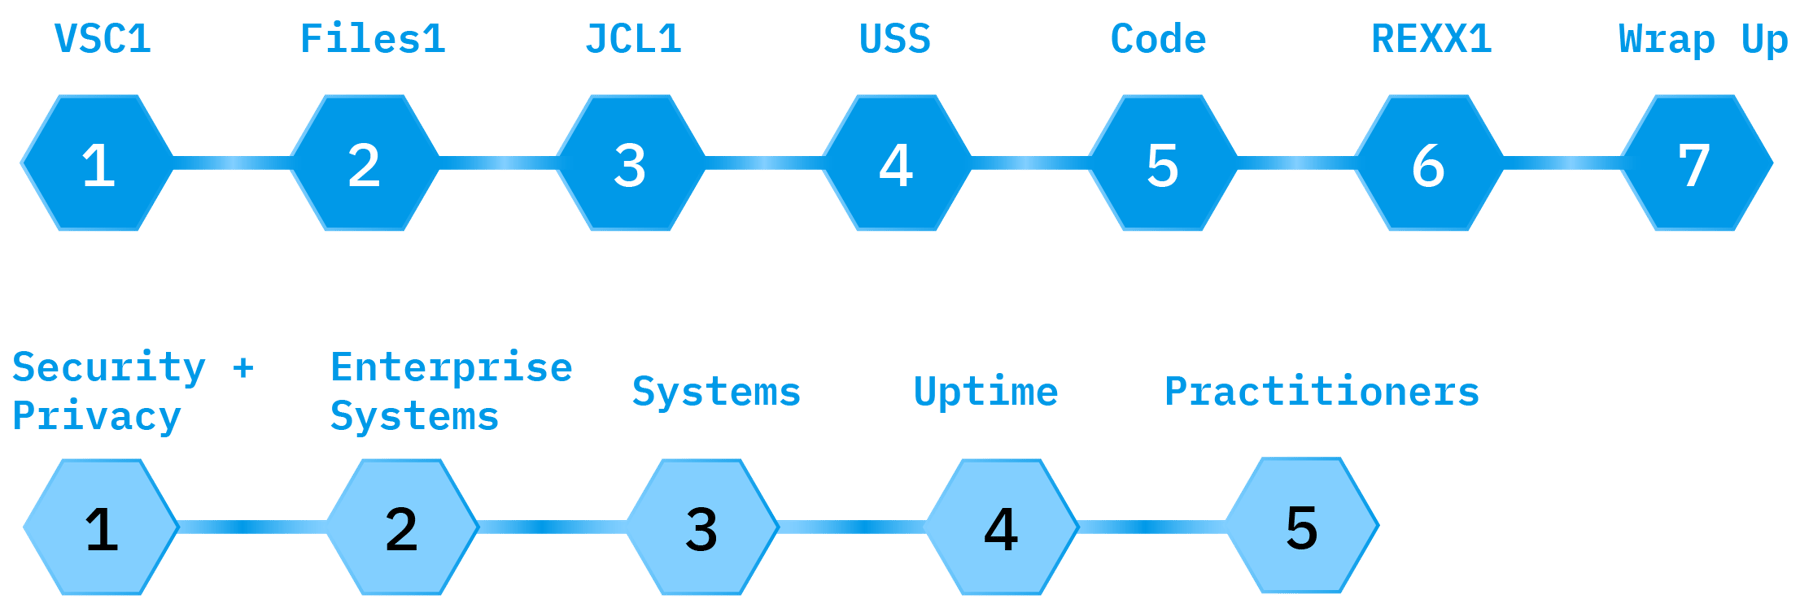 VSC1 Files1 JCL1 USS Code REXX1 Wrap Up
1 2 3 4 5 6 7
Security +
Privacy
Enterprise
Systems
Systems
Uptime
Practitioners
1 2 3 4 5